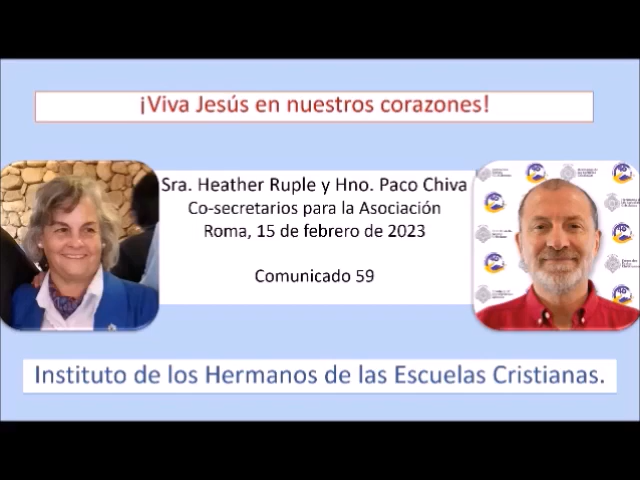 ¡Viva Jesús en nuestros corazones!
Sra. Heather Ruple y Hno. Paco Chiva
Co-secretarios para la Asociación
Roma, 15 de febrero de 2023
Comunicado 59
Instituto de los Hermanos de las Escuelas Cristianas.